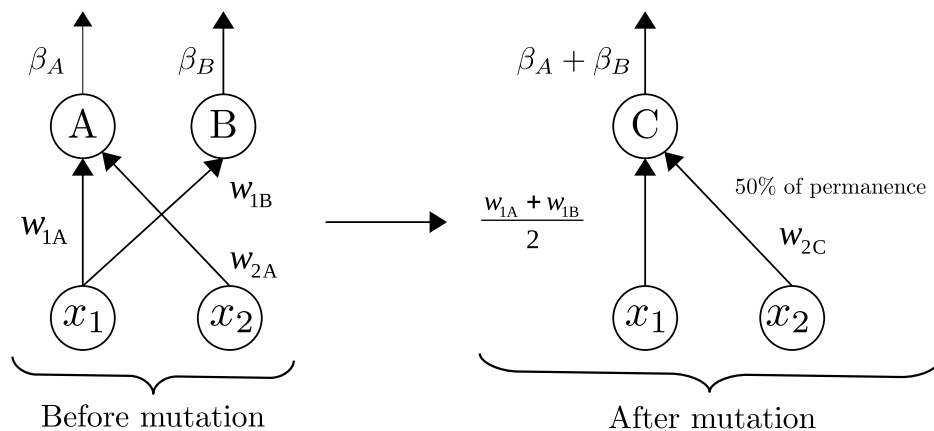 β_A
β_B
β_A + β_B
A
B
C
50% of permanence
w_1B
w_1A
w_2A
(w_1A + w_1B) / 2
w_2C
x_1
x_2
x_1
x_2
Before mutation
After mutation